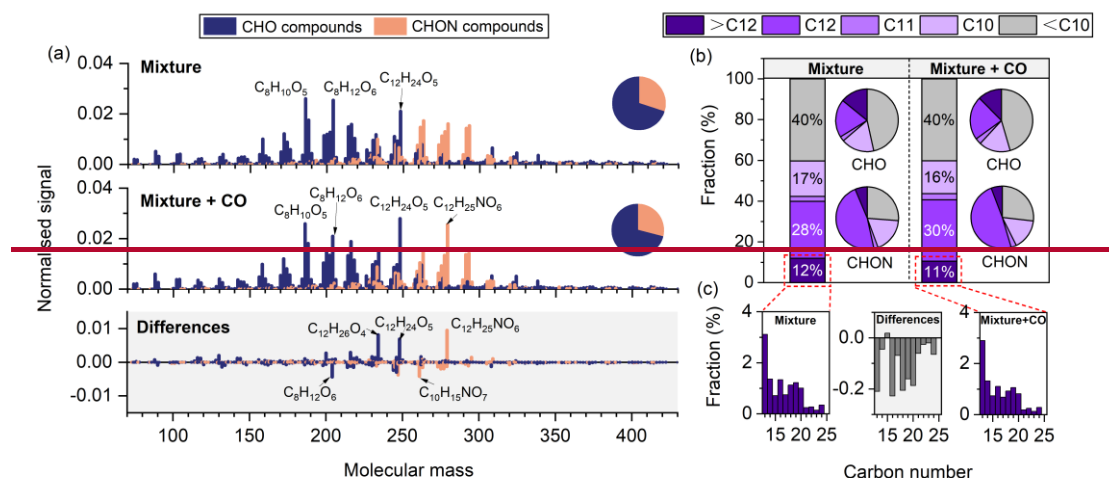 CHO compounds CHON compounds
>C12 C12 C11 C10 <C10
(a)
Normalised signal
Mixture
0.04
0.02
0.00
C₈H₁₀O₅
C₈H₁₂O₆
C₁₂H₂₄O₅
Mixture + CO
0.04
0.02
0.00
C₈H₁₀O₅
C₈H₁₂O₆
C₁₂H₂₄O₅
C₁₂H₂₅NO₆
Differences
0.01
0.00
-0.01
C₁₂H₂₆O₄
C₁₂H₂₄O₅
C₁₂H₂₅NO₆
C₈H₁₂O₆
C₁₀H₁₅NO₇
100 150 200 250 300 350 400
Molecular mass
(b)
Fraction (%)
100
80
60
40
20
0
Mixture
Mixture + CO
40%
17%
28%
12%
CHO
CHON
40%
16%
30%
11%
CHO
CHON
(c)
Fraction (%)
4
2
0
Mixture
15 20 25
Differences
0.0
-0.2
15 20 25
Mixture+CO
4
2
0
15 20 25
Carbon number